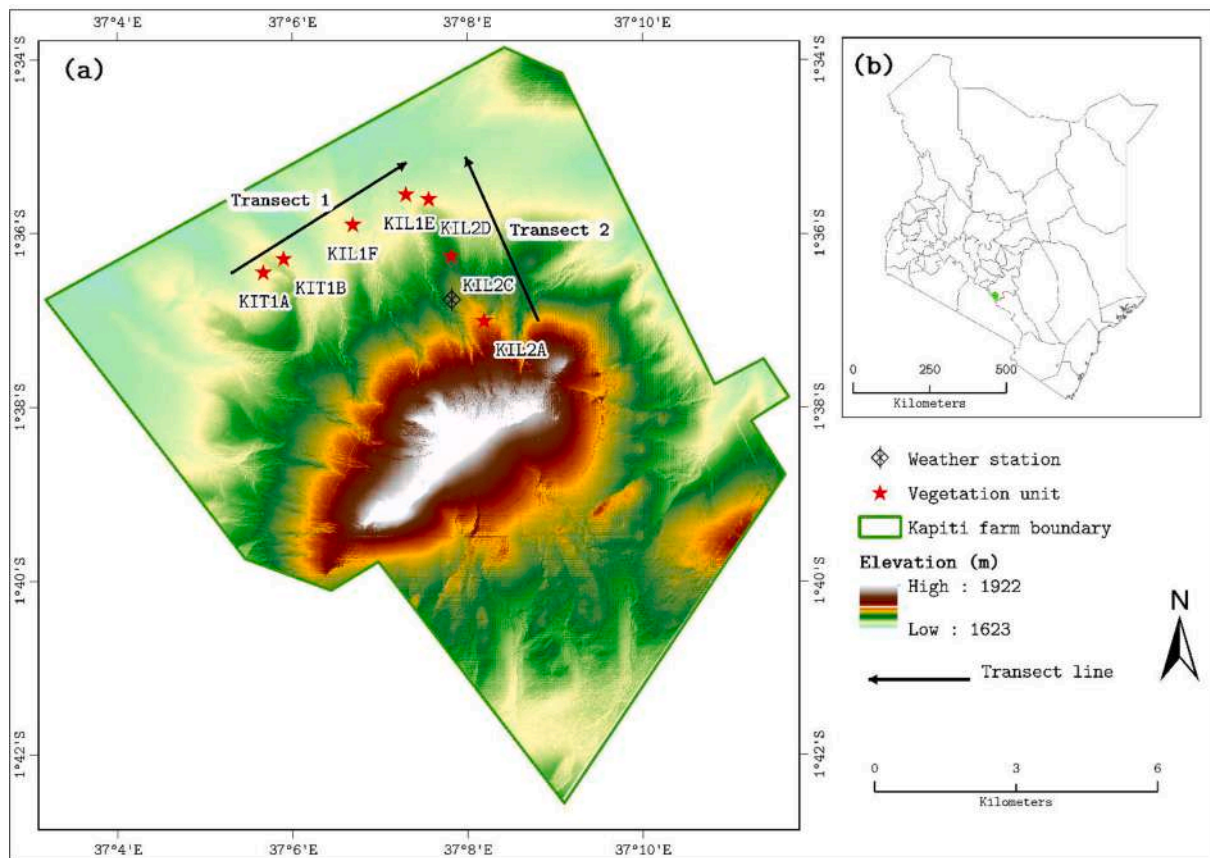 37°4'E 37°6'E 37°8'E 37°10'E
(a)
1°34'S
1°36'S
1°38'S
1°40'S
1°42'S
Transect 1
Transect 2
KIT1A
KIT1B
KIL1F
KIL1E
KIL2D
KIL2C
KIL2A
1°34'S
1°36'S
1°38'S
1°40'S
1°42'S
37°4'E 37°6'E 37°8'E 37°10'E
(b)
0 250 500
Kilometers
Weather station
Vegetation unit
Kapiti farm boundary
Elevation (m)
High : 1922
Low : 1623
N
Transect line
0 3 6
Kilometers